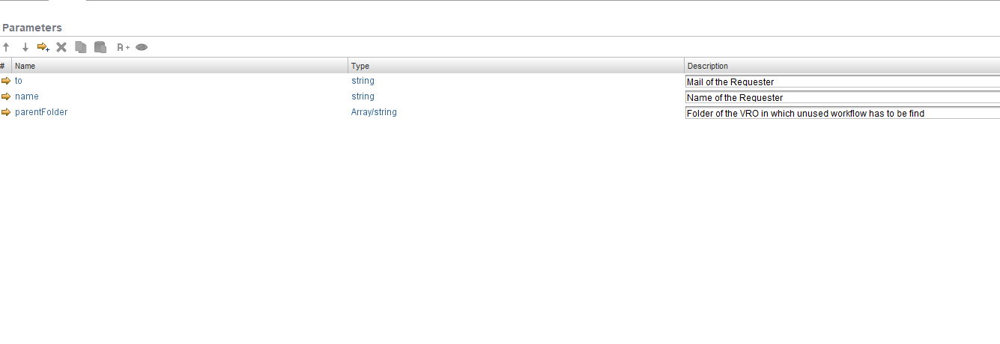 Parameters
A+
# Name Type Description
to string Mail of the Requester
name string Name of the Requester
parentFolder Array/string Folder of the VRO in which unused workflow has to be find